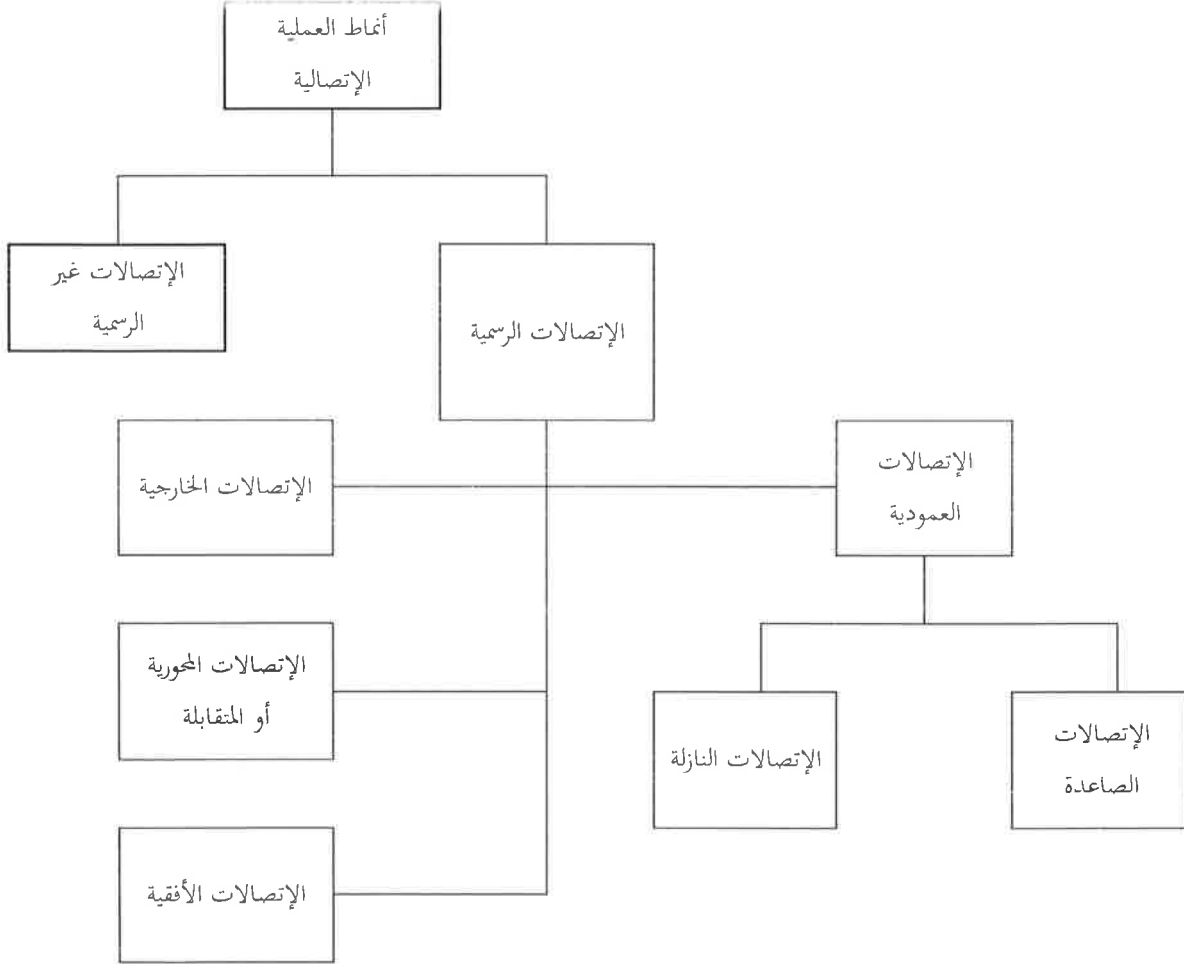 أنماط العملية
الإتصالية
الإتصالات الرسمية
الإتصالات غير
الرسمية
الإتصالات
العمودية
الإتصالات الخارجية
الإتصالات المحورية
أو المتقابلة
الإتصالات
الصاعدة
الإتصالات النازلة
الإتصالات الأفقية